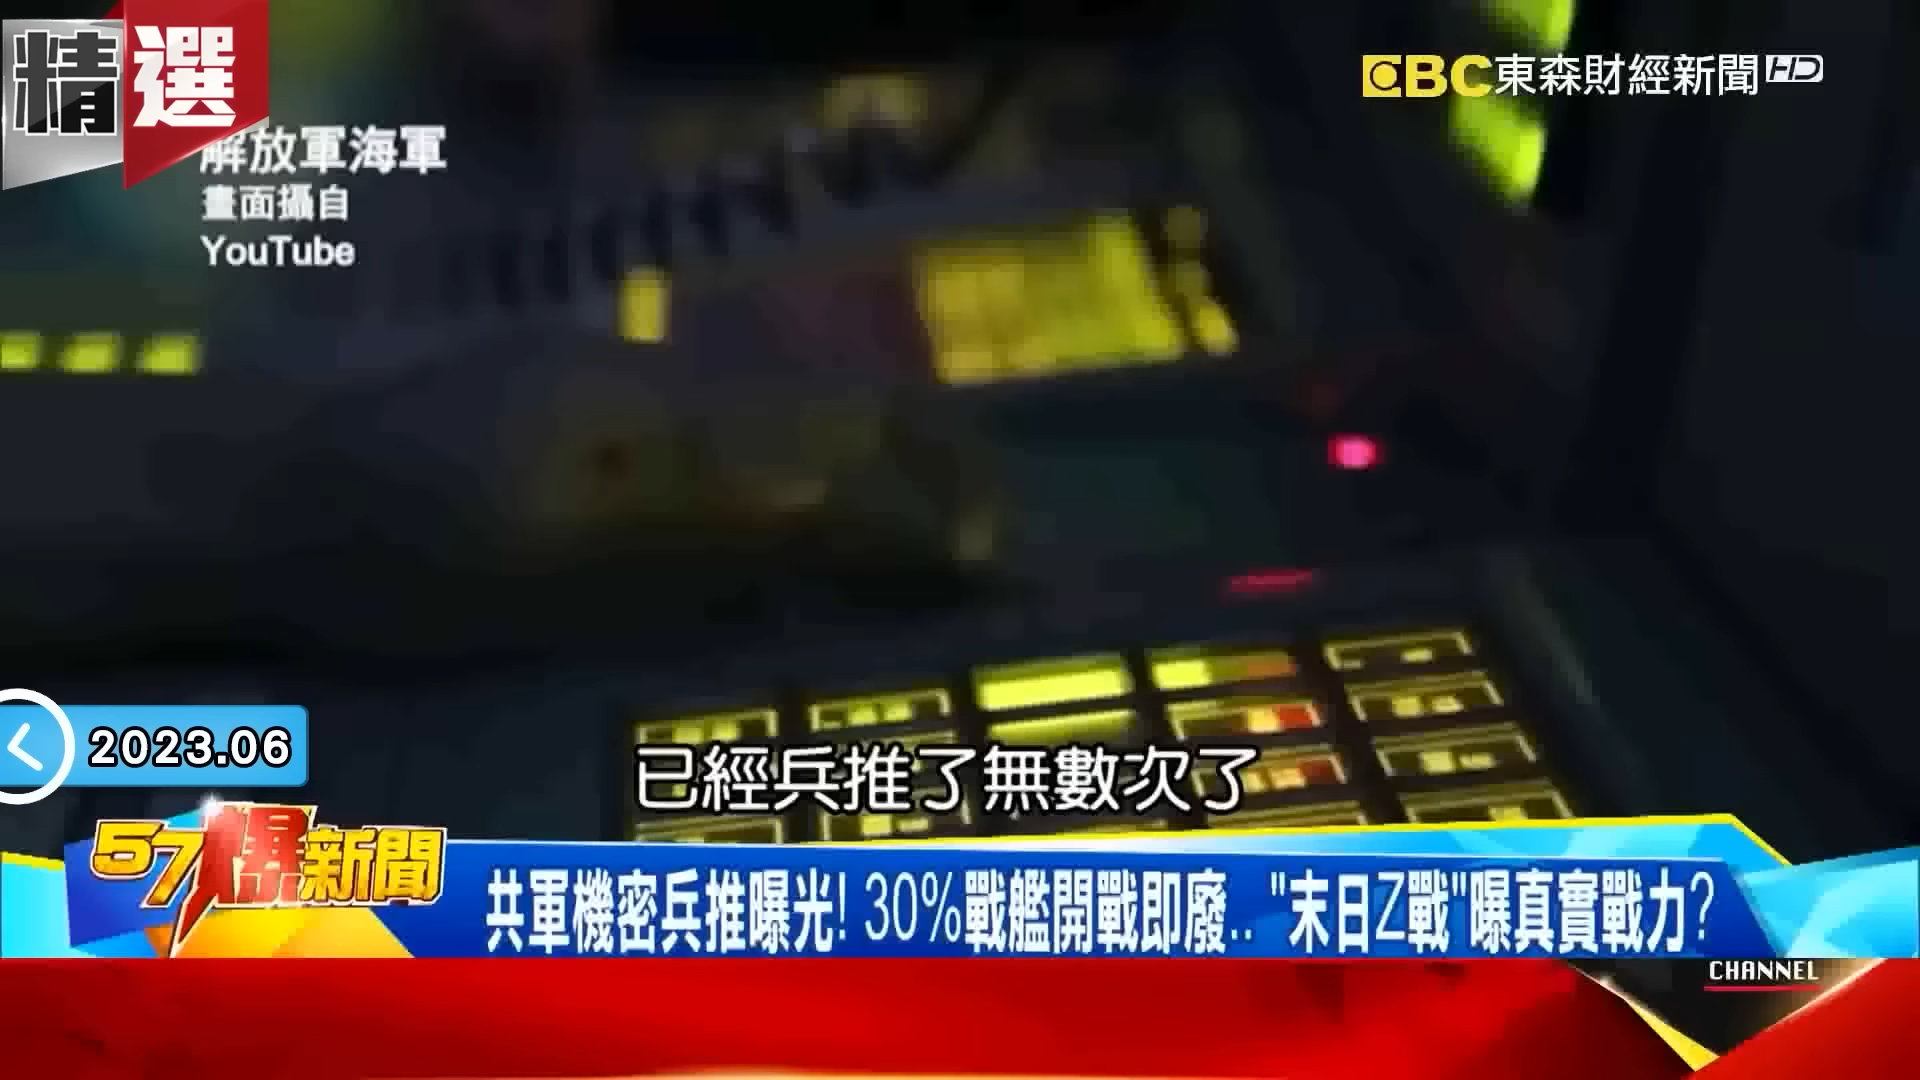 精選
EBC東森財經新聞HD
解放軍海軍
畫面攝自
YouTube
2023.06
已經兵推了無數次了
57爆新聞
共軍機密兵推曝光! 30%戰艦開戰即廢.. "末日Z戰"曝真實戰力?
CHANNEL